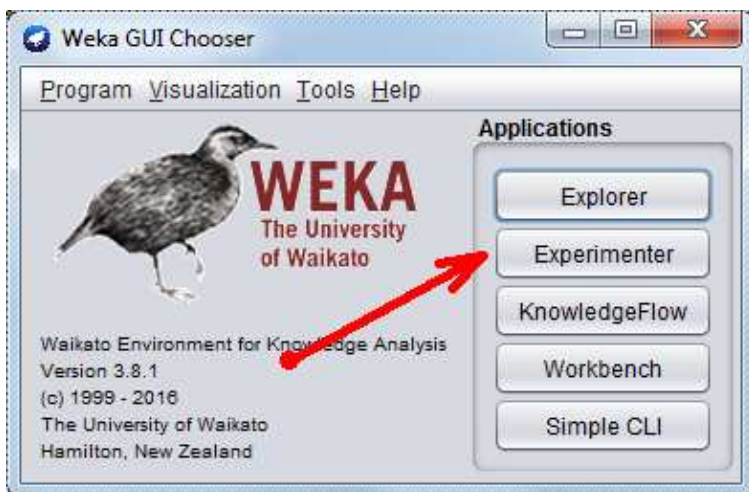 Weka GUI Chooser
Program Visualization Tools Help
Applications
WEKA
The University
of Waikato
Explorer
Experimenter
KnowledgeFlow
Workbench
Simple CLI
Waikato Environment for Knowledge Analysis
Version 3.8.1
(c) 1999 - 2016
The University of Waikato
Hamilton, New Zealand